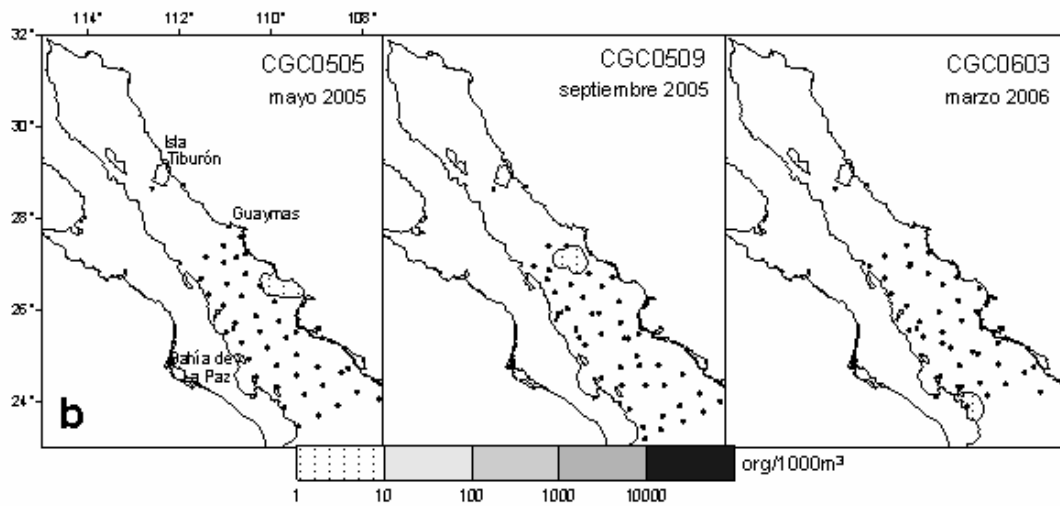 114° 112° 110° 108°
32°
30°
28°
26°
24°
CGC0505
mayo 2005
Isla
Tiburón
Guaymas
Bahía de
La Paz
b
CGC0509
septiembre 2005
CGC0603
marzo 2006
org/1000m³
1 10 100 1000 10000